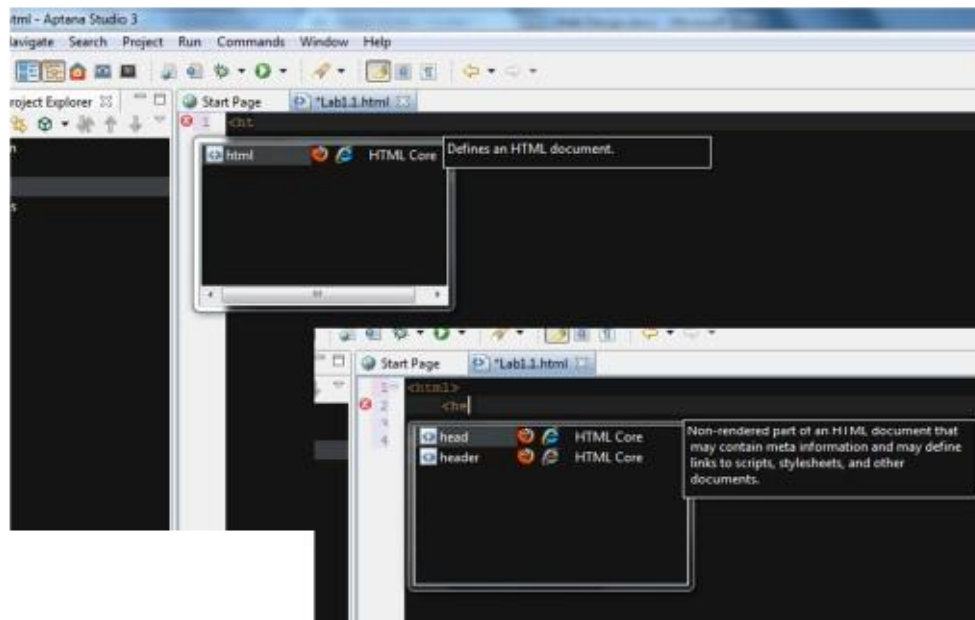 tml - Aptana Studio 3
Navigate Search Project Run Commands Window Help
roject Explorer
Start Page
*Lab1.1.html
1 <ht
html
HTML Core
Defines an HTML document.
n
s
Start Page
*Lab1.1.html
1 <html>
2 <he
3
4
head
HTML Core
header
HTML Core
Non-rendered part of an HTML document that
may contain meta information and may define
links to scripts, stylesheets, and other
documents.